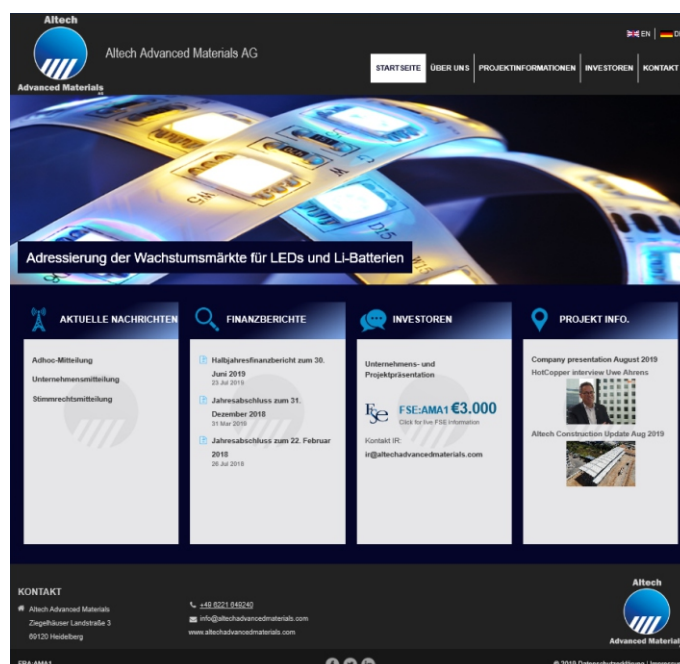 Altech
Advanced Materials
AG
Altech Advanced Materials AG
EN
STARTSEITE
ÜBER UNS
PROJEKTINFORMATIONEN
INVESTOREN
KONTAKT
W5
G
W
D15
Adressierung der Wachstumsmärkte für LEDs und Li-Batterien
AKTUELLE NACHRICHTEN
Adhoc-Mitteilung
Unternehmensmitteilung
Stimmrechtsmitteilung
FINANZBERICHTE
Halbjahresfinanzbericht zum 30.
Juni 2019
23 Jul 2019
Jahresabschluss zum 31.
Dezember 2018
31 Mar 2019
Jahresabschluss zum 22. Februar
2018
26 Jul 2018
INVESTOREN
Unternehmens- und
Projektpräsentation
FSE FSE:AMA1 €3.000
Click for live FSE information
Kontakt IR:
ir@altechadvancedmaterials.com
PROJEKT INFO.
Company presentation August 2019
HotCopper interview Uwe Ahrens
Altech Construction Update Aug 2019
KONTAKT
Altech Advanced Materials
Ziegelhäuser Landstraße 3
69120 Heidelberg
+49 6221 649240
info@altechadvancedmaterials.com
www.altechadvancedmaterials.com
Altech
Advanced Material
FRA:AMA1